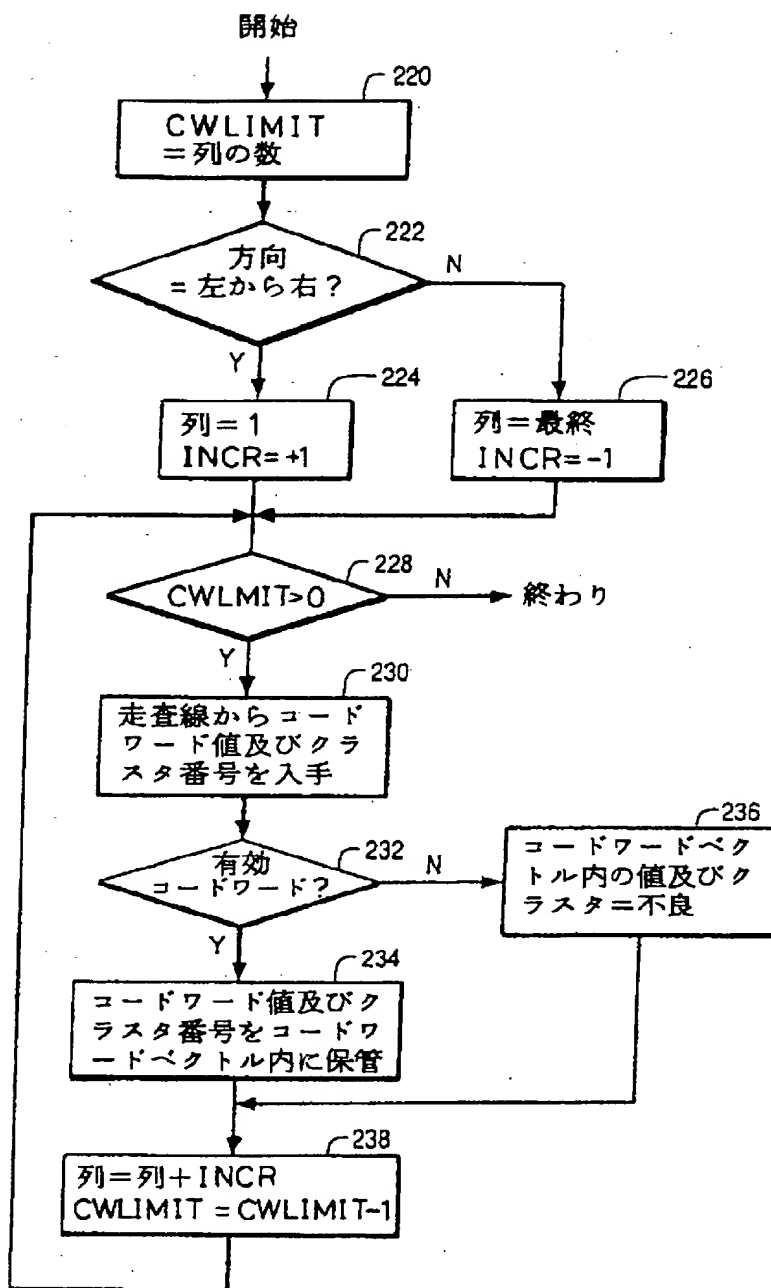 開始
220
CWLIMIT
=列の数
222
方向
=左から右?
N
Y
224
列=1
INCR=+1
226
列=最終
INCR=-1
228
CWLMIT>0
N
終わり
Y
230
走査線からコード
ワード値及びクラ
スタ番号を入手
232
有効
コードワード?
N
236
コードワードベク
トル内の値及びク
ラスタ=不良
Y
234
コードワード値及びク
ラスタ番号をコードワ
ードベクトル内に保管
238
列=列+INCR
CWLIMIT=CWLIMIT-1